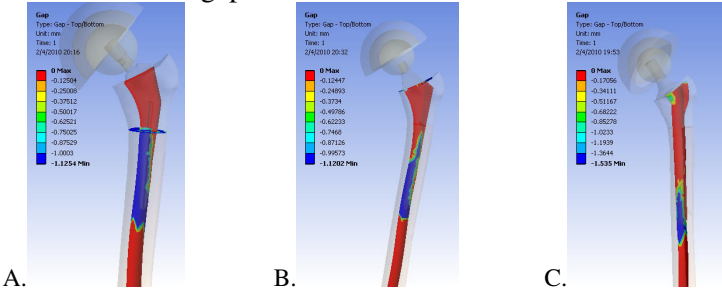 Gap
Type: Gap - Top/Bottom
Unit: mm
Time: 1
2/4/2010 20:16
0 Max
-0.12504
-0.25008
-0.37512
-0.50017
-0.62521
-0.75025
-0.87529
-1.0003
-1.1254 Min
A.
Gap
Type: Gap - Top/Bottom
Unit: mm
Time: 1
2/4/2010 20:32
0 Max
-0.12447
-0.24893
-0.3734
-0.49786
-0.62233
-0.7468
-0.87126
-0.99573
-1.1202 Min
B.
Gap
Type: Gap - Top/Bottom
Unit: mm
Time: 1
2/4/2010 19:53
0 Max
-0.17056
-0.34111
-0.51167
-0.68222
-0.85278
-1.0233
-1.1939
-1.3644
-1.535 Min
C.